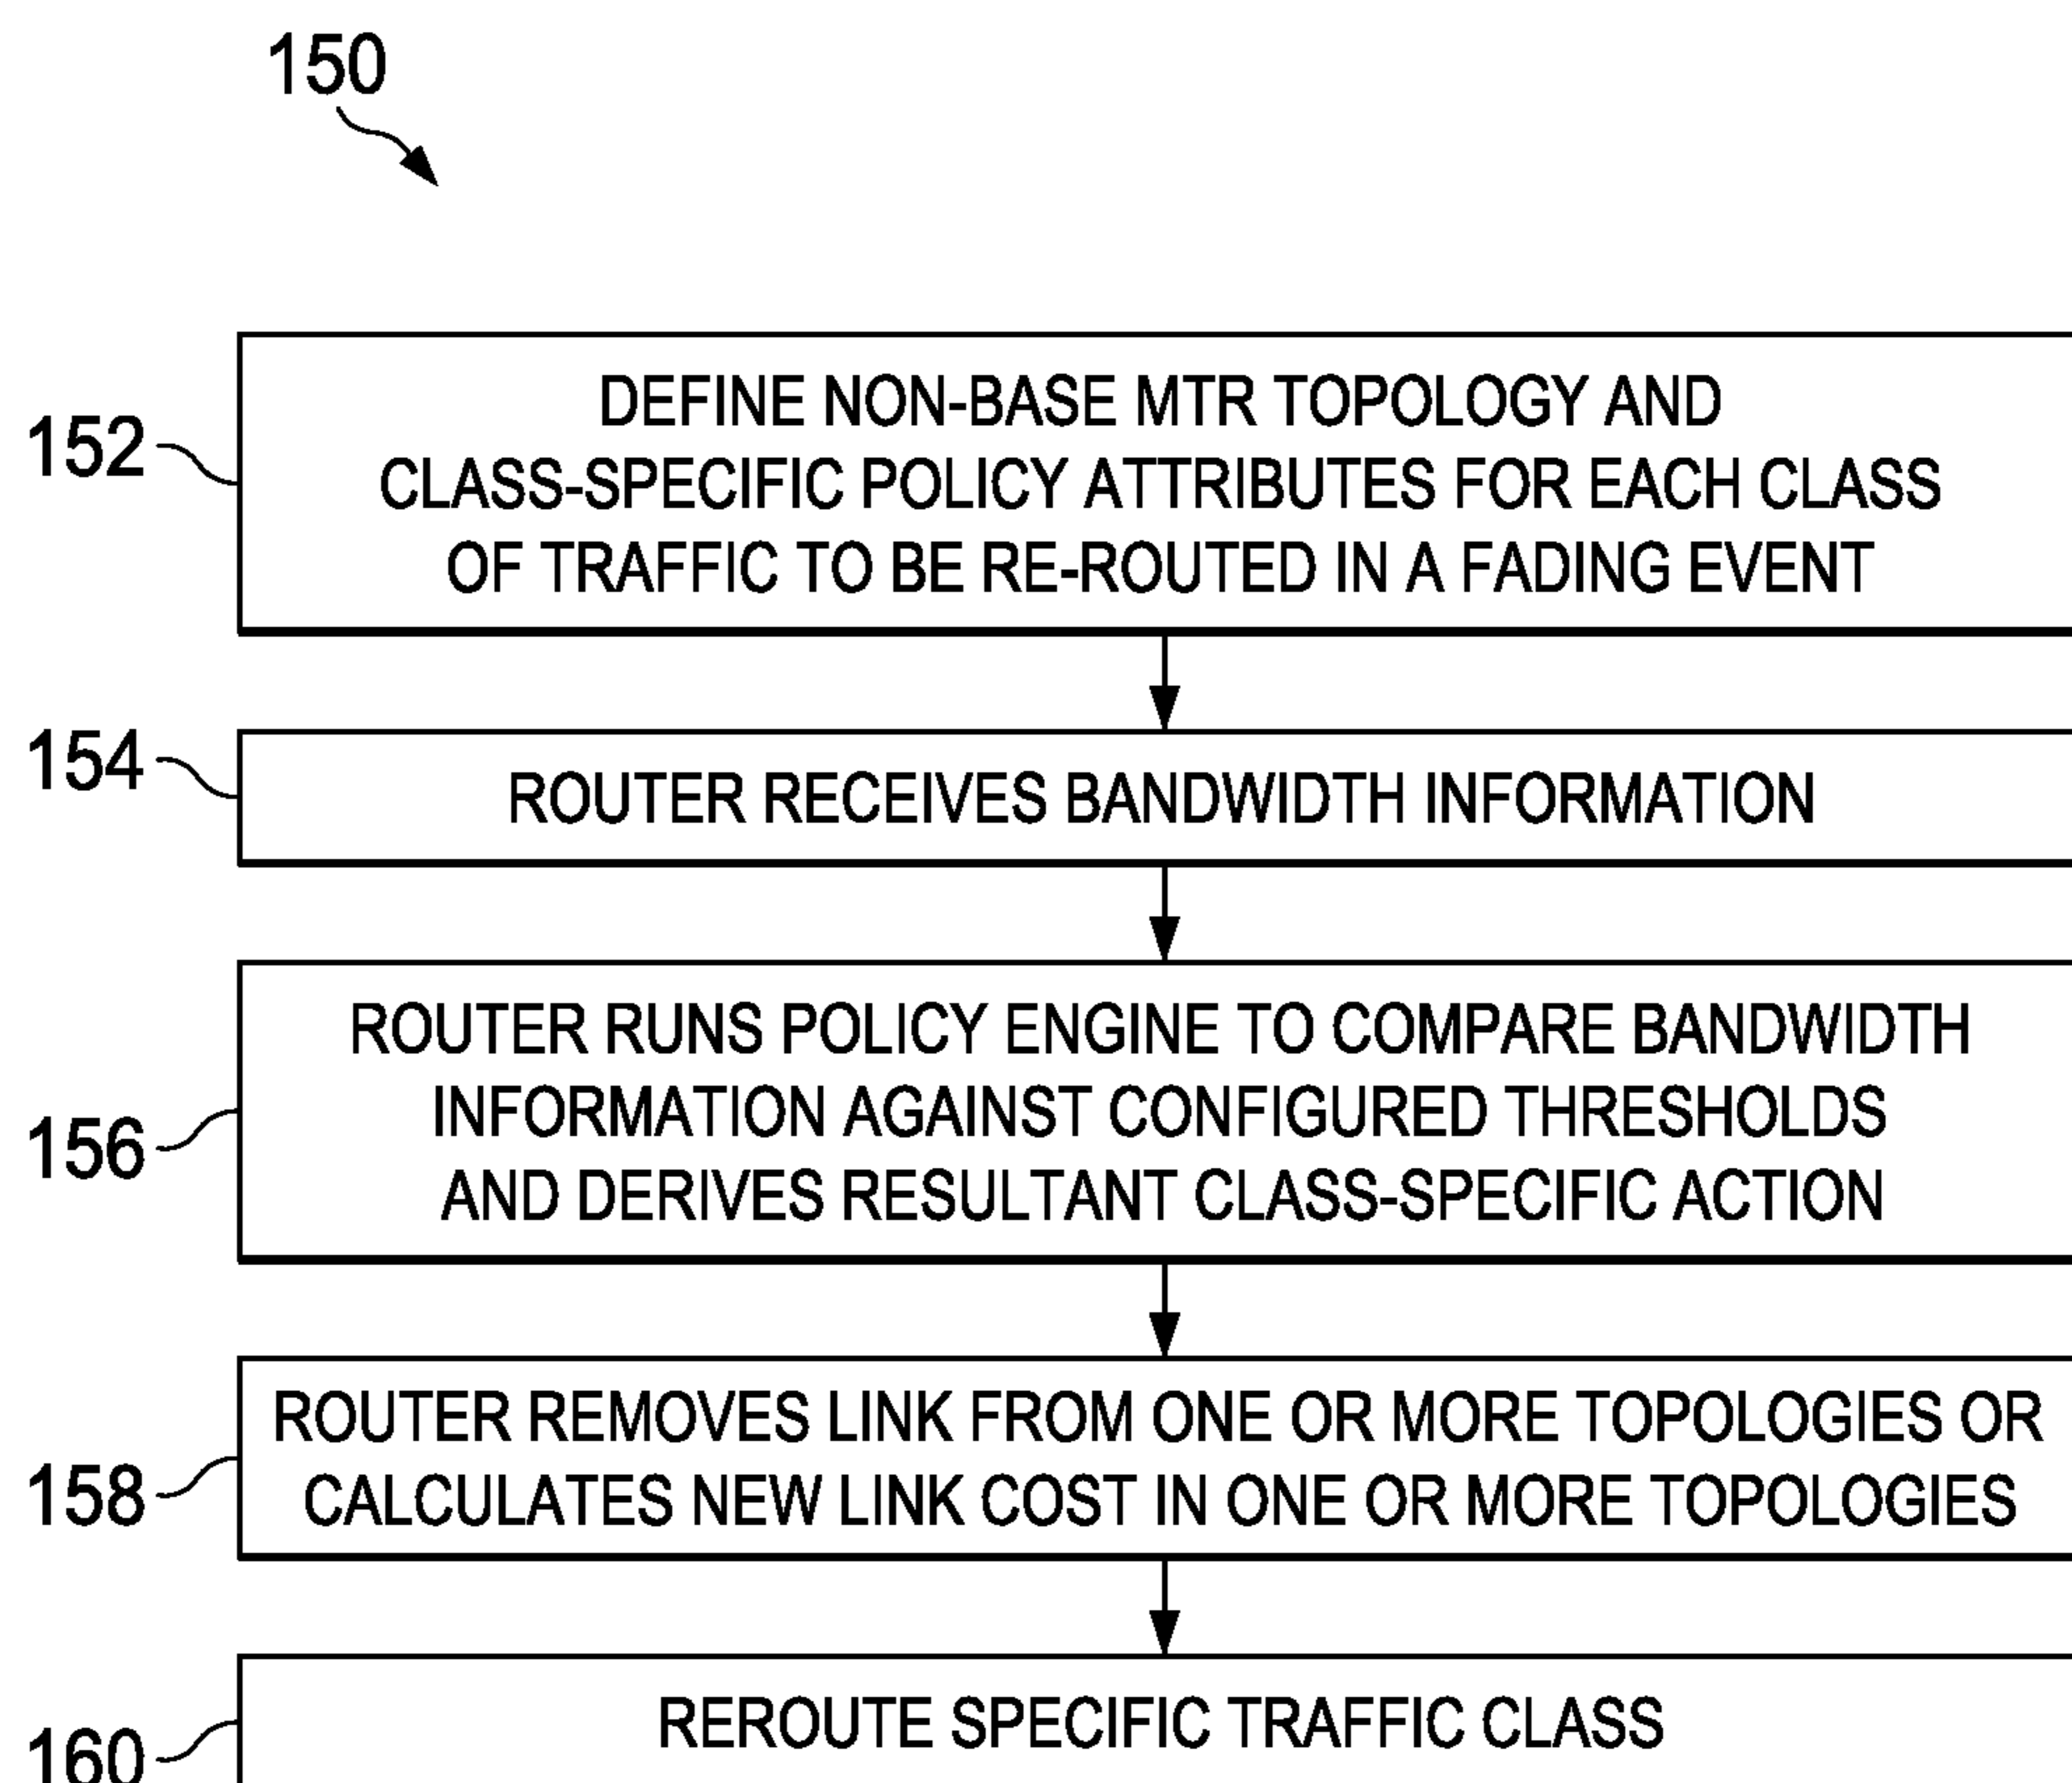 150
152
DEFINE NON-BASE MTR TOPOLOGY AND
CLASS-SPECIFIC POLICY ATTRIBUTES FOR EACH CLASS
OF TRAFFIC TO BE RE-ROUTED IN A FADING EVENT
154
ROUTER RECEIVES BANDWIDTH INFORMATION
156
ROUTER RUNS POLICY ENGINE TO COMPARE BANDWIDTH
INFORMATION AGAINST CONFIGURED THRESHOLDS
AND DERIVES RESULTANT CLASS-SPECIFIC ACTION
158
ROUTER REMOVES LINK FROM ONE OR MORE TOPOLOGIES OR
CALCULATES NEW LINK COST IN ONE OR MORE TOPOLOGIES
160
REROUTE SPECIFIC TRAFFIC CLASS